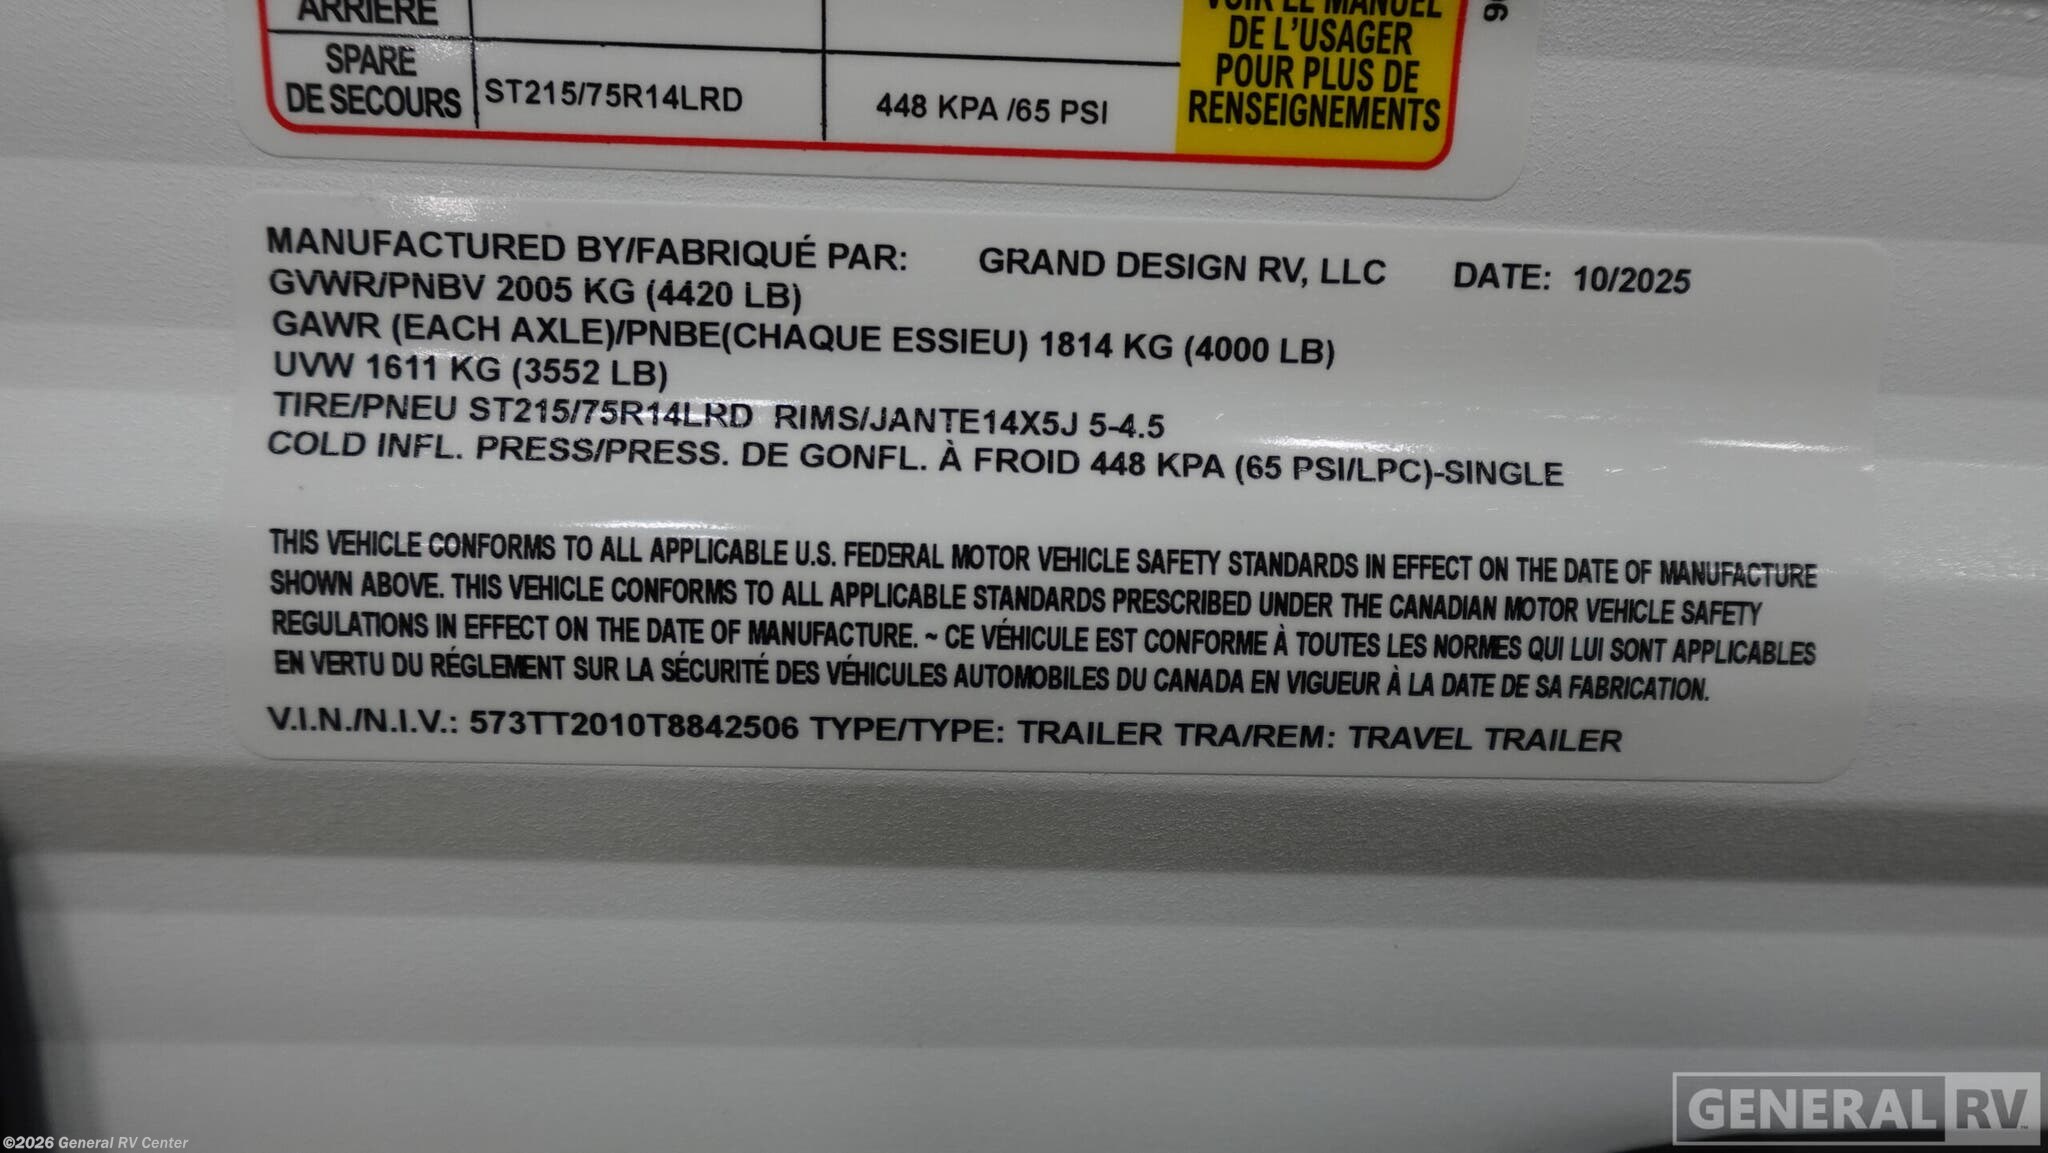 ARRIÈRE
SPARE
DE SECOURS
ST215/75R14LRD
448 KPA /65 PSI
VOIR LE MANUEL
DE L'USAGER
POUR PLUS DE
RENSEIGNEMENTS
MANUFACTURED BY/FABRIQUÉ PAR: GRAND DESIGN RV, LLC DATE: 10/2025
GVWR/PNBV 2005 KG (4420 LB)
GAWR (EACH AXLE)/PNBE(CHAQUE ESSIEU) 1814 KG (4000 LB)
UVW 1611 KG (3552 LB)
TIRE/PNEU ST215/75R14LRD RIMS/JANTE14X5J 5-4.5
COLD INFL. PRESS/PRESS. DE GONFL. À FROID 448 KPA (65 PSI/LPC)-SINGLE
THIS VEHICLE CONFORMS TO ALL APPLICABLE U.S. FEDERAL MOTOR VEHICLE SAFETY STANDARDS IN EFFECT ON THE DATE OF MANUFACTURE
SHOWN ABOVE. THIS VEHICLE CONFORMS TO ALL APPLICABLE STANDARDS PRESCRIBED UNDER THE CANADIAN MOTOR VEHICLE SAFETY
REGULATIONS IN EFFECT ON THE DATE OF MANUFACTURE. ~ CE VÉHICULE EST CONFORME À TOUTES LES NORMES QUI LUI SONT APPLICABLES
EN VERTU DU RÉGLEMENT SUR LA SÉCURITÉ DES VÉHICULES AUTOMOBILES DU CANADA EN VIGUEUR À LA DATE DE SA FABRICATION.
V.I.N./N.I.V.: 573TT2010T8842506 TYPE/TYPE: TRAILER TRA/REM: TRAVEL TRAILER
GENERAL RV
©2026 General RV Center